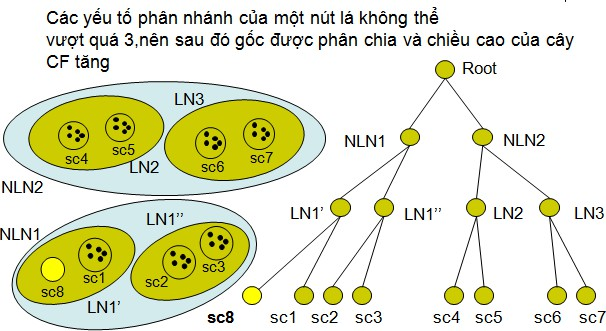 Các yếu tố phân nhánh của một nút lá không thể
vượt quá 3,nên sau đó gốc được phân chia và chiều cao của cây
CF tăng
Root
LN3
sc4
sc5
LN2
sc6
sc7
NLN2
NLN1
NLN2
LN1’
LN1’’
LN2
LN3
NLN1
LN1’’
sc8
sc1
sc2
sc3
LN1’
sc8
sc1
sc2
sc3
sc4
sc5
sc6
sc7